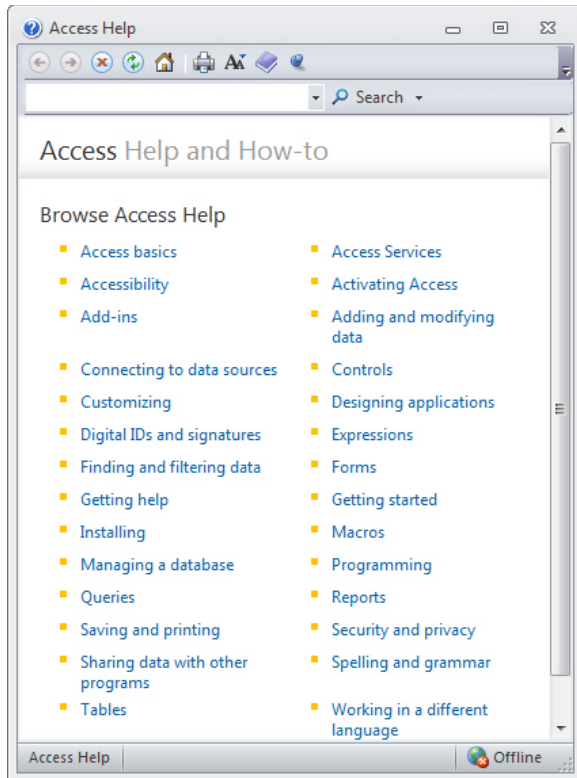 Access Help
Search
Access Help and How-to
Browse Access Help
Access basics
Access Services
Accessibility
Activating Access
Add-ins
Adding and modifying
data
Connecting to data sources
Controls
Customizing
Designing applications
Digital IDs and signatures
Expressions
Finding and filtering data
Forms
Getting help
Getting started
Installing
Macros
Managing a database
Programming
Queries
Reports
Saving and printing
Security and privacy
Sharing data with other
programs
Spelling and grammar
Tables
Working in a different
language
Access Help
Offline